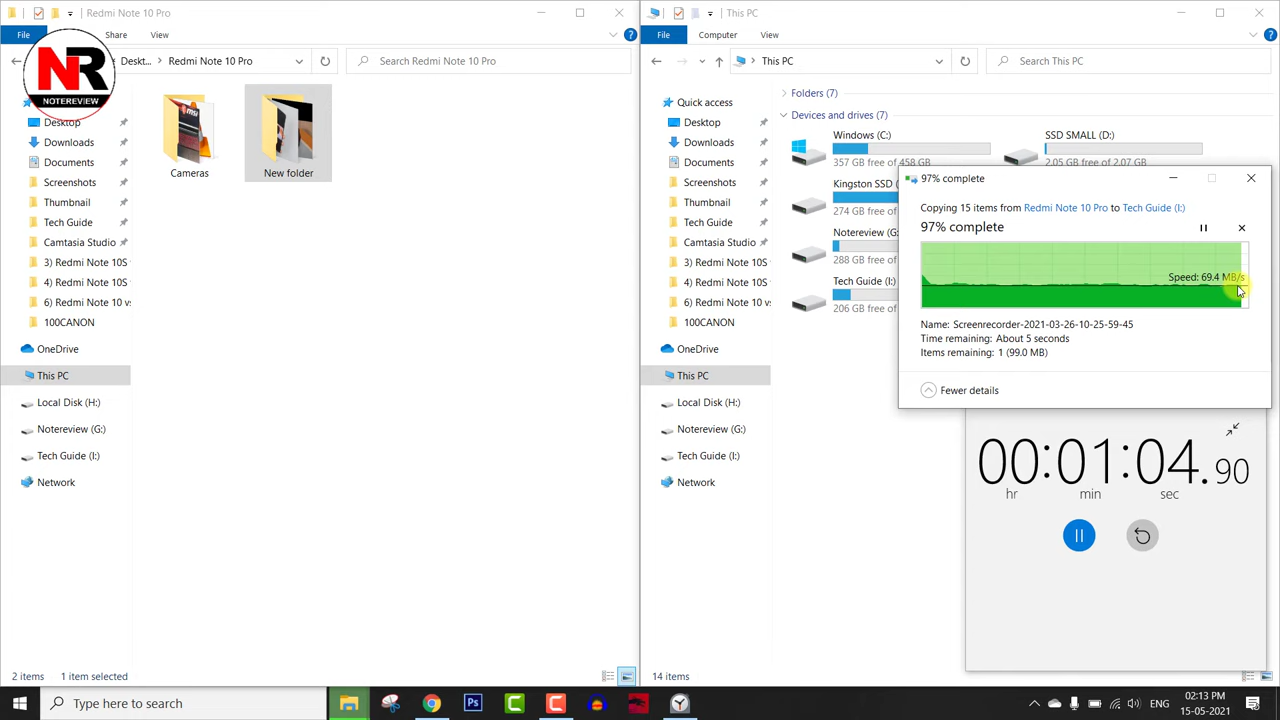 Redmi Note 10 Pro
File
Share
View
Deskt...
Redmi Note 10 Pro
Search Redmi Note 10 Pro
NR
NOTEREVIEW
Desktop
Downloads
Documents
Screenshots
Thumbnail
Tech Guide
Camtasia Studio
3) Redmi Note 10S
4) Redmi Note 10S
6) Redmi Note 10 vs
100CANON
OneDrive
This PC
Local Disk (H:)
Notereview (G:)
Tech Guide (I:)
Network
Cameras
New folder
2 items
1 item selected
This PC
File
Computer
View
This PC
Search This PC
Quick access
Desktop
Downloads
Documents
Screenshots
Thumbnail
Tech Guide
Camtasia Studio
3) Redmi Note 10S
4) Redmi Note 10S
6) Redmi Note 10 vs
100CANON
OneDrive
This PC
Local Disk (H:)
Notereview (G:)
Tech Guide (I:)
Network
Folders (7)
Devices and drives (7)
Windows (C:)
357 GB free of 458 GB
SSD SMALL (D:)
2.05 GB free of 2.07 GB
Kingston SSD
274 GB free of
Notereview (G:
288 GB free of
Tech Guide (I:)
206 GB free of
14 items
97% complete
Copying 15 items from Redmi Note 10 Pro to Tech Guide (I:)
97% complete
Speed: 69.4 MB/s
Name: Screenrecorder-2021-03-26-10-25-59-45
Time remaining: About 5 seconds
Items remaining: 1 (99.0 MB)
Fewer details
00:01:04.90
hr min sec
Type here to search
Ps
ENG
02:13 PM
15-05-2021